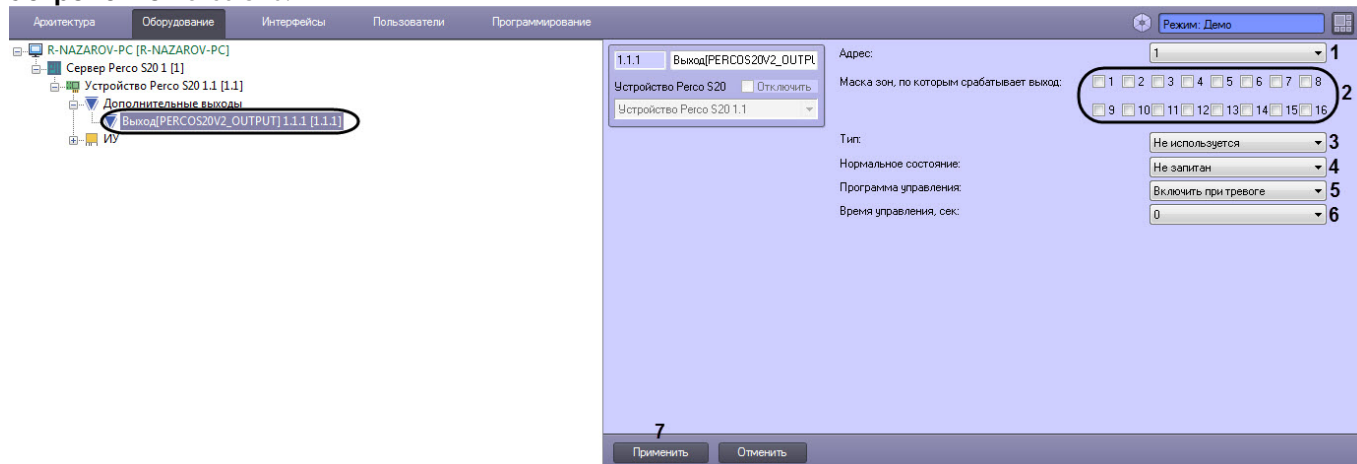 Архитектура Оборудование Интерфейсы Пользователи Программирование Режим: Демо
R-NAZAROV-PC [R-NAZAROV-PC]
Сервер Perco S20 1 [1]
Устройство Perco S20 1.1 [1.1]
Дополнительные выходы
Выход[PERCOS20V2_OUTPUT] 1.1.1 [1.1.1]
ИУ
1.1.1 Выход[PERCOS20V2_OUTPU
Устройство Perco S20 Отключить
Устройство Perco S20 1.1
Адрес: 1 1
Маска зон, по которым срабатывает выход: 1 2 3 4 5 6 7 8 2
9 10 11 12 13 14 15 16
Тип: Не используется 3
Нормальное состояние: Не запитан 4
Программа управления: Включить при тревоге 5
Время управления, сек: 0 6
7
Применить Отменить